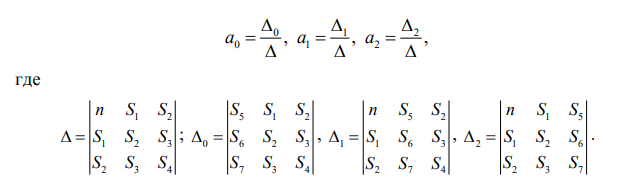 a₀ = Δ₀/Δ, a₁ = Δ₁/Δ, a₂ = Δ₂/Δ,
где
Δ = |n S₁ S₂; S₁ S₂ S₃; S₂ S₃ S₄|; Δ₀ = |S₅ S₁ S₂; S₆ S₂ S₃; S₇ S₃ S₄|, Δ₁ = |n S₅ S₂; S₁ S₆ S₃; S₂ S₇ S₄|, Δ₂ = |n S₁ S₅; S₁ S₂ S₆; S₂ S₃ S₇|.